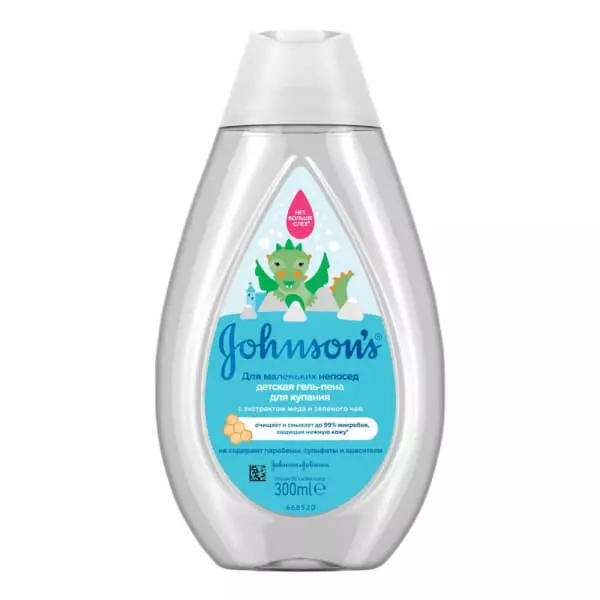 НЕТ
БОЛЬШЕ
СЛЕЗ*
Johnson's®
Для маленьких непосед
детская гель-пена
для купания
с экстрактом меда и зеленого чая
очищает и смывает до 99% микробов,
защищая нежную кожу*
не содержит парабены, сульфаты и красители
Johnson&Johnson
300ml℮
668520